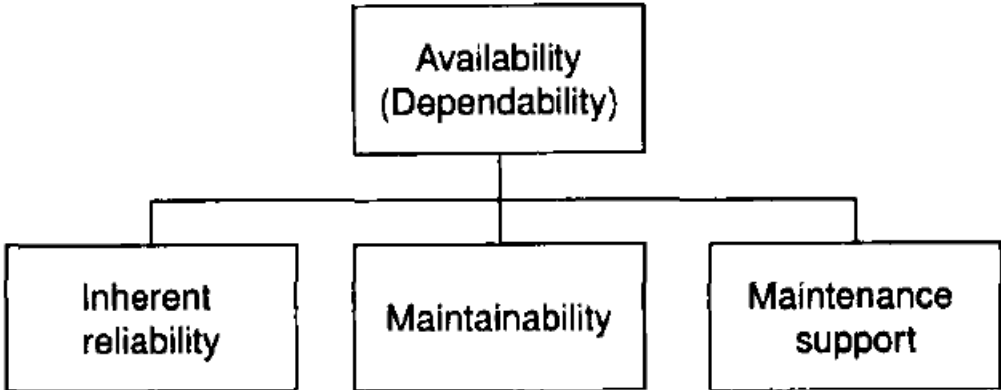 Availability
(Dependability)
Inherent
reliability
Maintainability
Maintenance
support